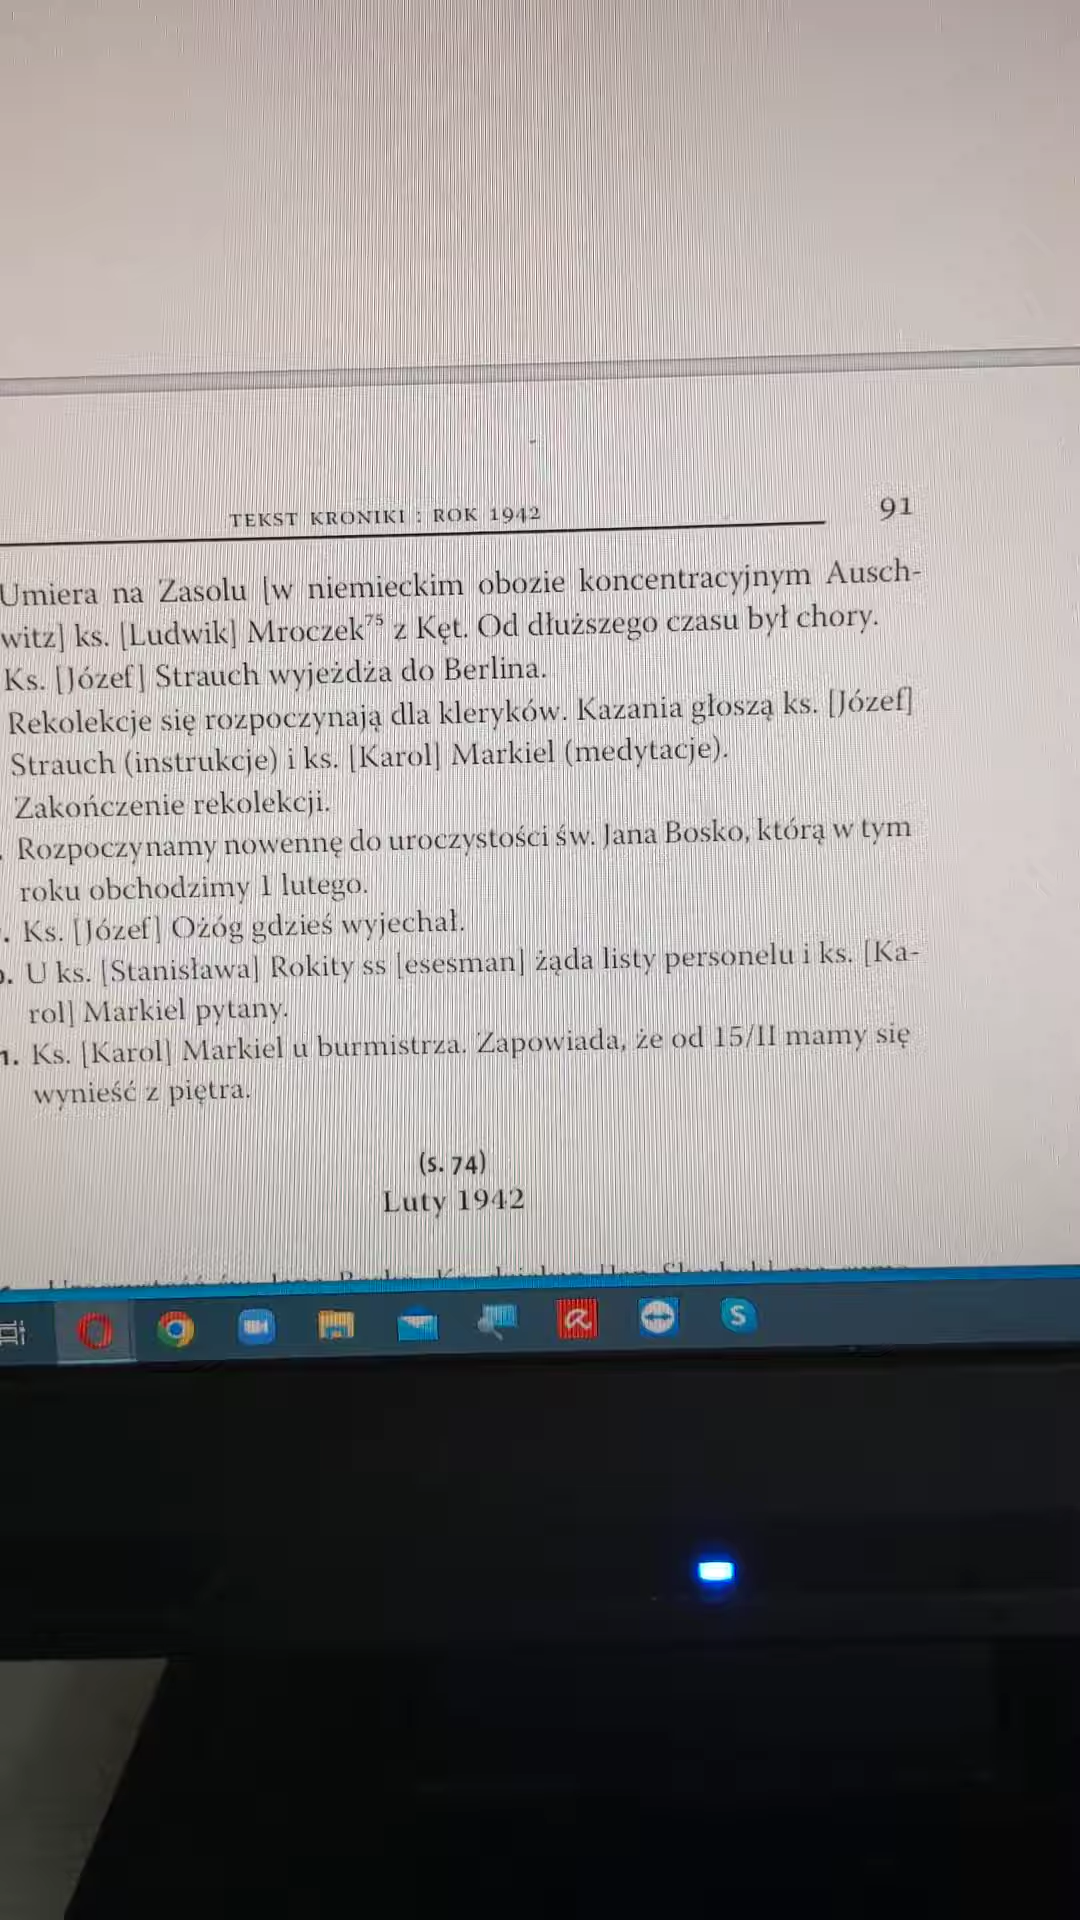 TEKST KRONIKI : ROK 1942 91
Umiera na Zasolu [w niemieckim obozie koncentracyjnym Ausch-
witz] ks. [Ludwik] Mroczek75 z Kęt. Od dłuższego czasu był chory.
Ks. [Józef] Strauch wyjeżdża do Berlina.
Rekolekcje się rozpoczynają dla kleryków. Kazania głoszą ks. [Józef]
Strauch (instrukcje) i ks. [Karol] Markiel (medytacje).
Zakończenie rekolekcji.
. Rozpoczynamy nowennę do uroczystości św. Jana Bosko, którą w tym
roku obchodzimy 1 lutego.
. Ks. [Józef] Ożóg gdzieś wyjechał.
. U ks. [Stanisława] Rokity ss [esesman] żąda listy personelu i ks. [Ka-
rol] Markiel pytany.
1. Ks. [Karol] Markiel u burmistrza. Zapowiada, że od 15/II mamy się
wynieść z piętra.
(s. 74)
Luty 1942
S